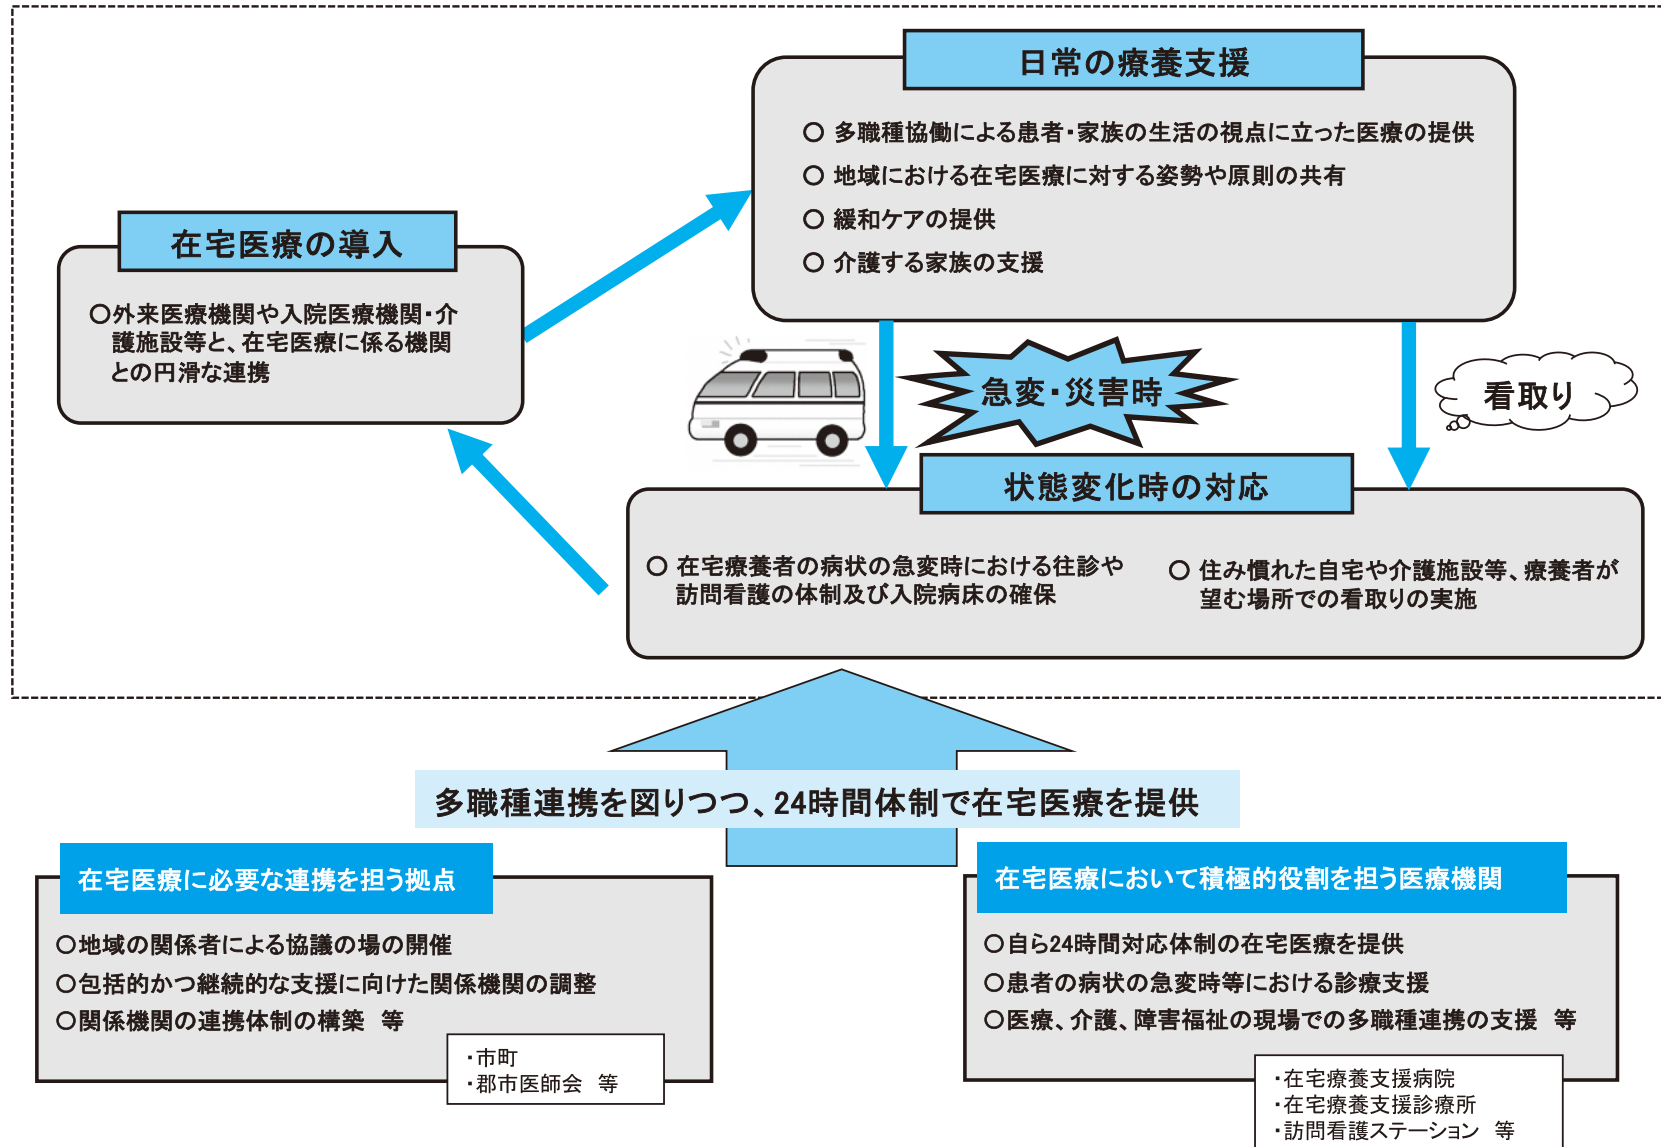 日常の療養支援
○ 多職種協働による患者・家族の生活の視点に立った医療の提供
○ 地域における在宅医療に対する姿勢や原則の共有
○ 緩和ケアの提供
○ 介護する家族の支援
在宅医療の導入
○外来医療機関や入院医療機関・介
護施設等と、在宅医療に係る機関
との円滑な連携
急変・災害時
看取り
状態変化時の対応
○ 在宅療養者の病状の急変時における往診や
訪問看護の体制及び入院病床の確保
○ 住み慣れた自宅や介護施設等、療養者が
望む場所での看取りの実施
多職種連携を図りつつ、24時間体制で在宅医療を提供
在宅医療に必要な連携を担う拠点
○地域の関係者による協議の場の開催
○包括的かつ継続的な支援に向けた関係機関の調整
○関係機関の連携体制の構築　等
・市町
・郡市医師会　等
在宅医療において積極的役割を担う医療機関
○自ら24時間対応体制の在宅医療を提供
○患者の病状の急変時等における診療支援
○医療、介護、障害福祉の現場での多職種連携の支援　等
・在宅療養支援病院
・在宅療養支援診療所
・訪問看護ステーション　等